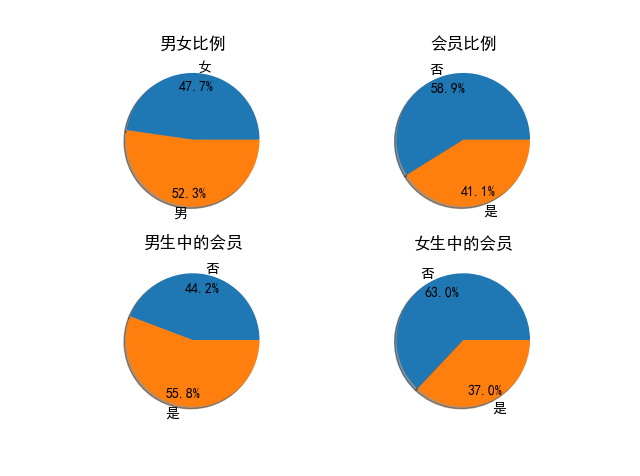 男女比例
女
47.7%
52.3%
男
会员比例
否
58.9%
41.1%
是
男生中的会员
否
44.2%
55.8%
是
女生中的会员
否
63.0%
37.0%
是